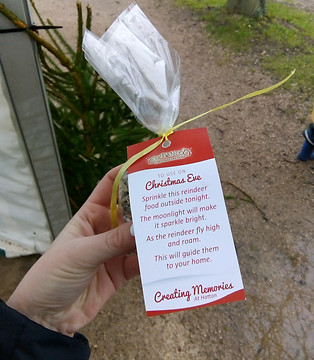 TO USE ON
Christmas Eve
Sprinkle this reindeer
food outside tonight.
The moonlight will make
it sparkle bright.
As the reindeer fly high
and roam.
This will guide them
to your home.
Creating Memories
At Hatton